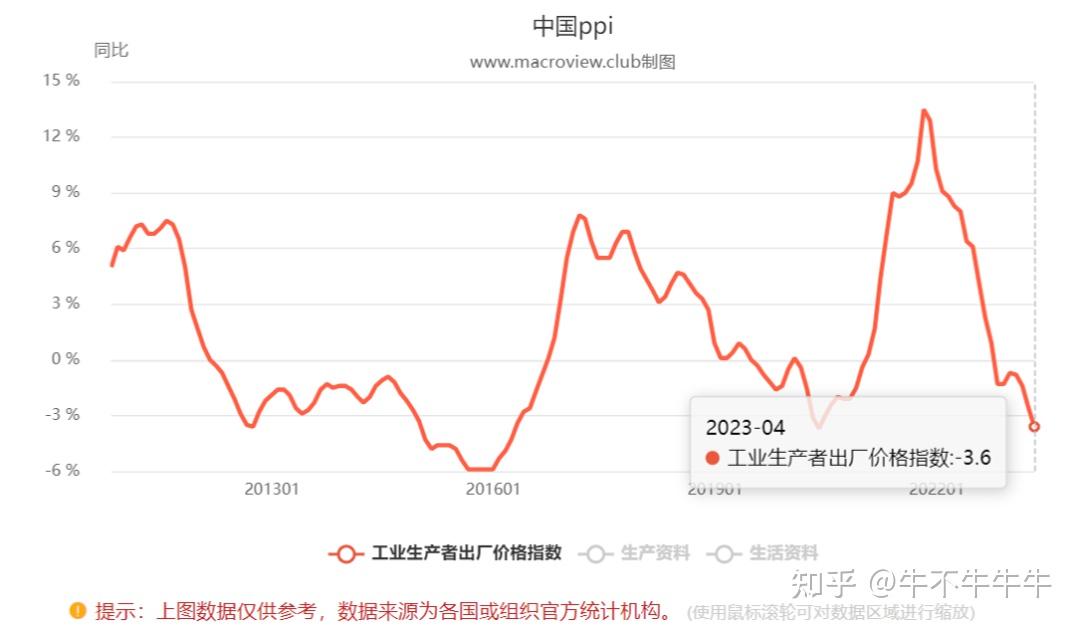 中国ppi
www.macroview.club制图
同比
15 %
12 %
9 %
6 %
3 %
0 %
-3 %
-6 %
2023-04
工业生产者出厂价格指数:-3.6
201301
201601
201901
202201
工业生产者出厂价格指数
生产资料
生活资料
知乎 @牛不牛牛牛
提示：上图数据仅供参考，数据来源为各国或组织官方统计机构。 (使用鼠标滚轮可对数据区域进行缩放)